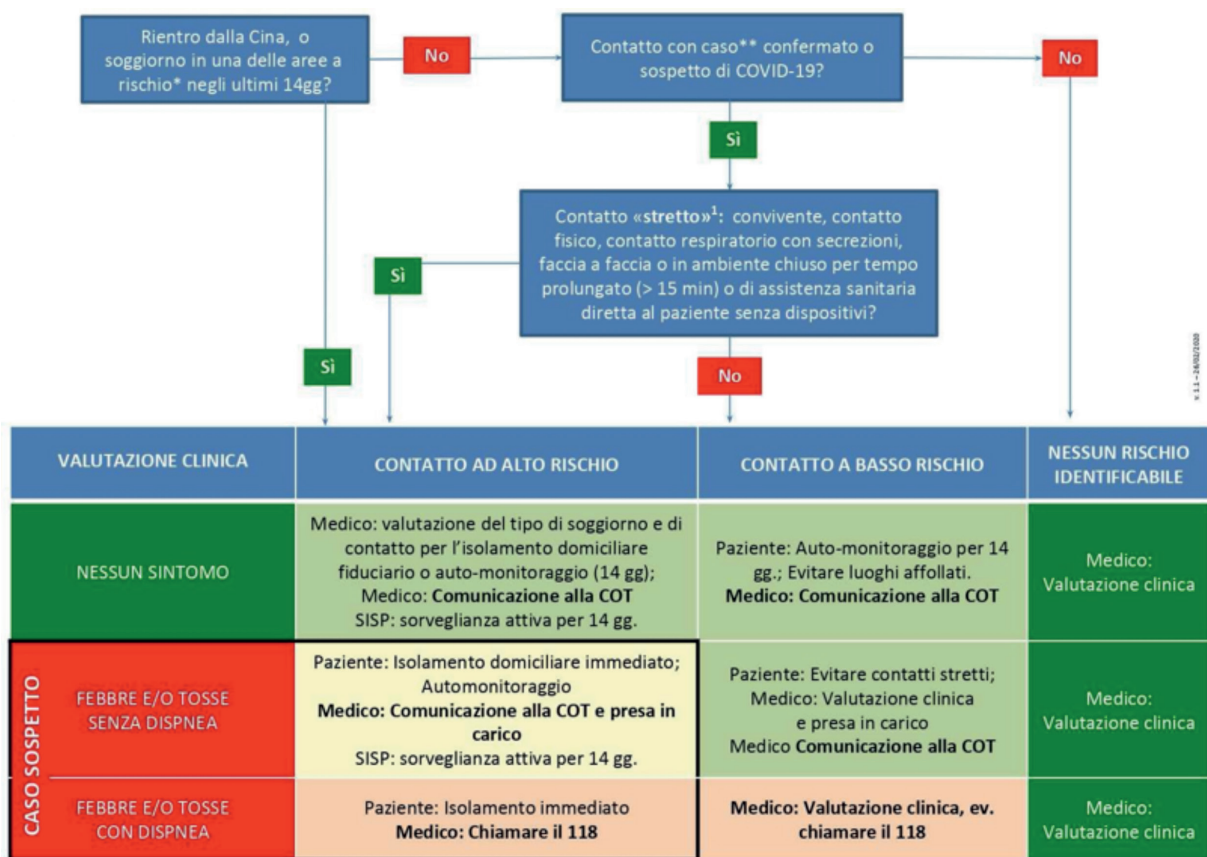 Rientro dalla Cina, o
soggiorno in una delle aree a
rischio* negli ultimi 14gg?
No
Contatto con caso** confermato o
sospetto di COVID-19?
No
Sì
Contatto «stretto»¹: convivente, contatto
fisico, contatto respiratorio con secrezioni,
faccia a faccia o in ambiente chiuso per tempo
prolungato (> 15 min) o di assistenza sanitaria
diretta al paziente senza dispositivi?
Sì
Sì
No
v. 1.1 – 26/02/2020
VALUTAZIONE CLINICA
CONTATTO AD ALTO RISCHIO
CONTATTO A BASSO RISCHIO
NESSUN RISCHIO
IDENTIFICABILE
NESSUN SINTOMO
Medico: valutazione del tipo di soggiorno e di
contatto per l'isolamento domiciliare
fiduciario o auto-monitoraggio (14 gg);
Medico: Comunicazione alla COT
SISP: sorveglianza attiva per 14 gg.
Paziente: Auto-monitoraggio per 14
gg.; Evitare luoghi affollati.
Medico: Comunicazione alla COT
Medico:
Valutazione clinica
CASO SOSPETTO
FEBBRE E/O TOSSE
SENZA DISPNEA
Paziente: Isolamento domiciliare immediato;
Automonitoraggio
Medico: Comunicazione alla COT e presa in
carico
SISP: sorveglianza attiva per 14 gg.
Paziente: Evitare contatti stretti;
Medico: Valutazione clinica
e presa in carico
Medico Comunicazione alla COT
Medico:
Valutazione clinica
FEBBRE E/O TOSSE
CON DISPNEA
Paziente: Isolamento immediato
Medico: Chiamare il 118
Medico: Valutazione clinica, ev.
chiamare il 118
Medico:
Valutazione clinica